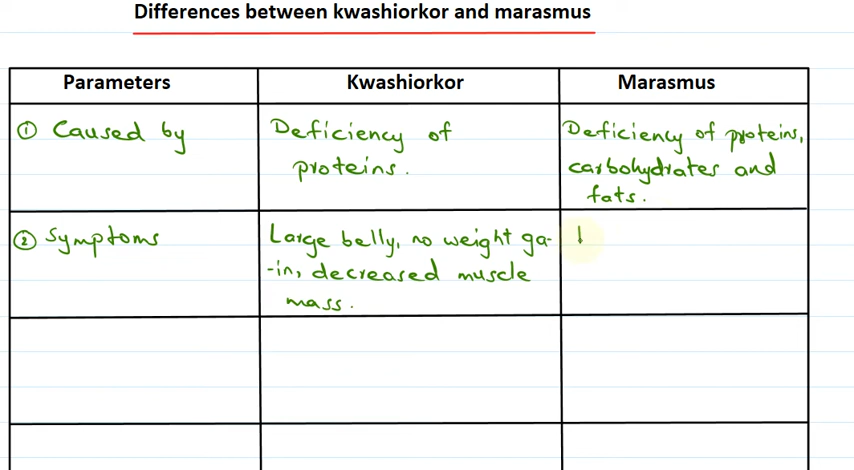 Differences between kwashiorkor and marasmus
Parameters Kwashiorkor Marasmus
① Caused by
Deficiency of
proteins.
Deficiency of proteins,
carbohydrates and
fats.
② Symptoms
Large belly, no weight ga-
-in, decreased muscle
mass.